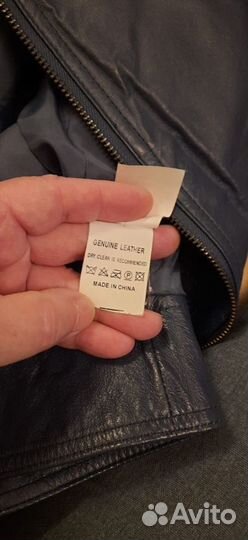 GENUINE LEATHER
DRY CLEAN IS RECOMMENDED
P
MADE IN CHINA
Avito